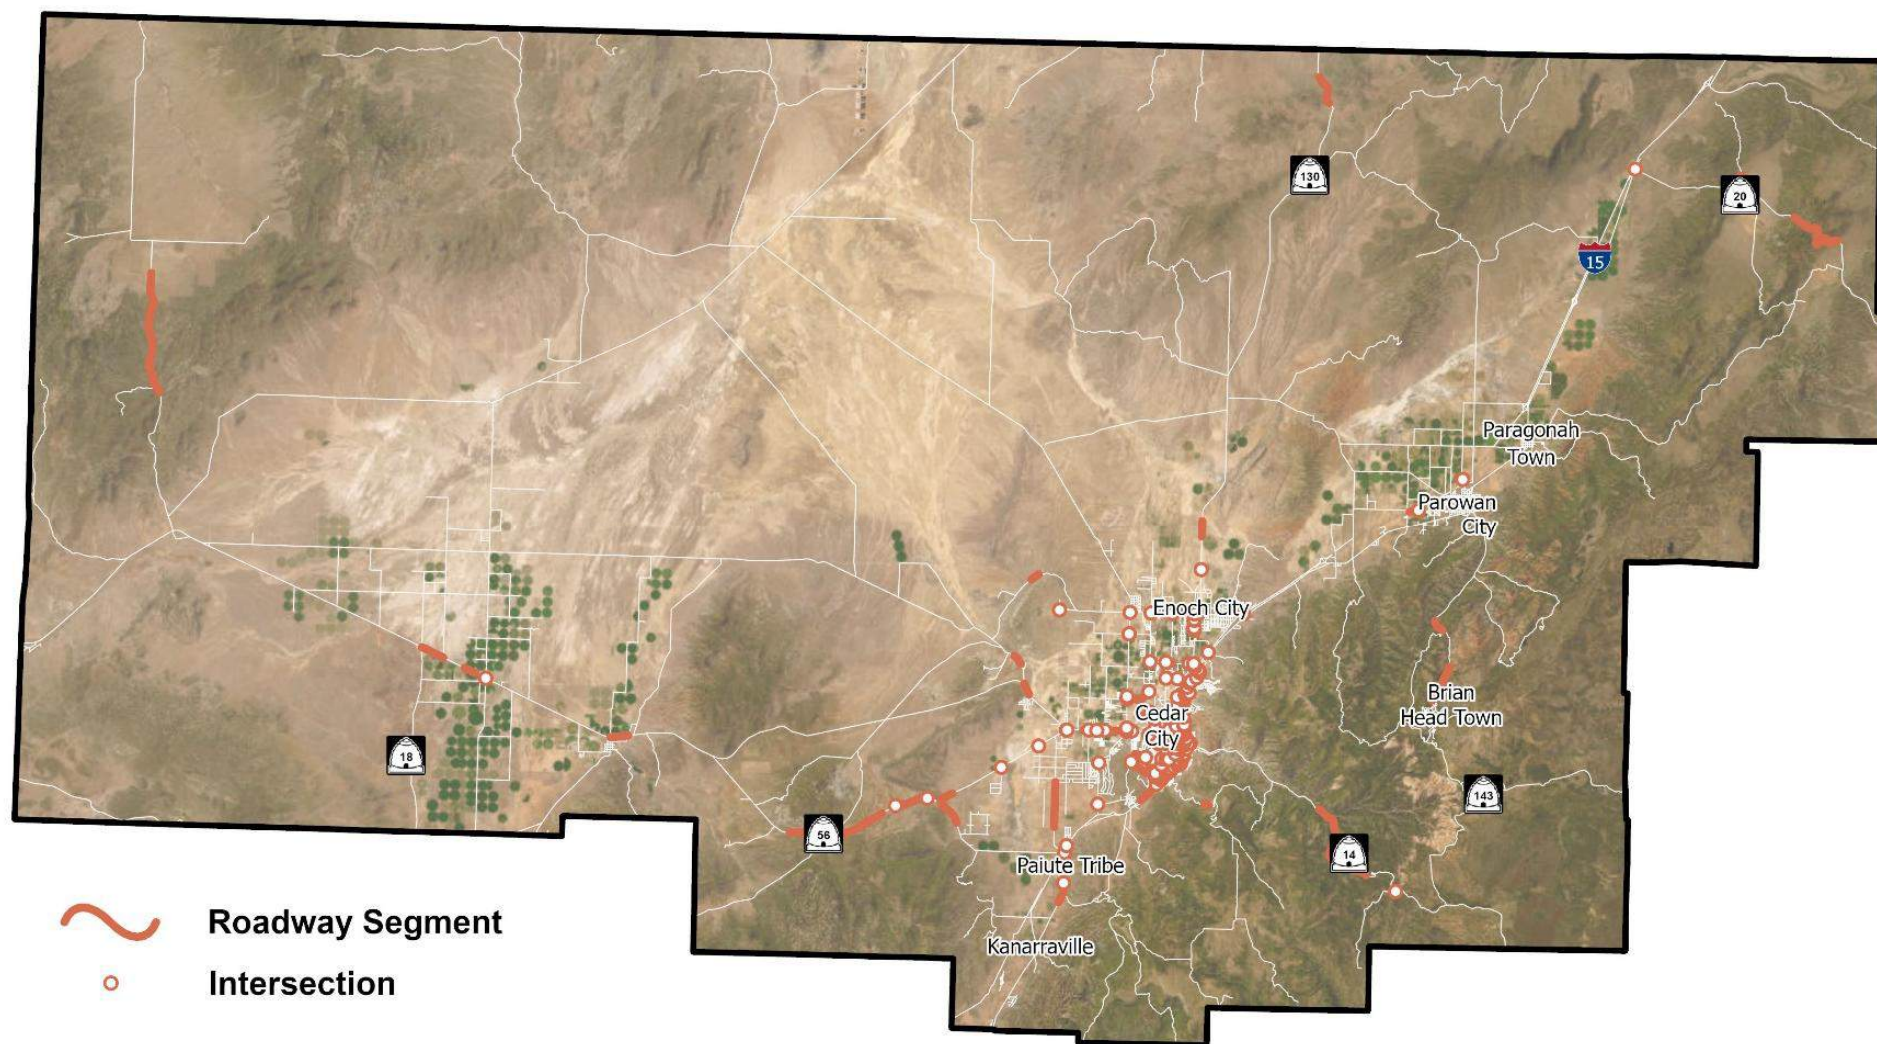 130
20
15
Paragonah
Town
Parowan
City
Enoch City
Brian
Head Town
Cedar
City
18
143
56
14
Paiute Tribe
Roadway Segment
Kanarraville
Intersection